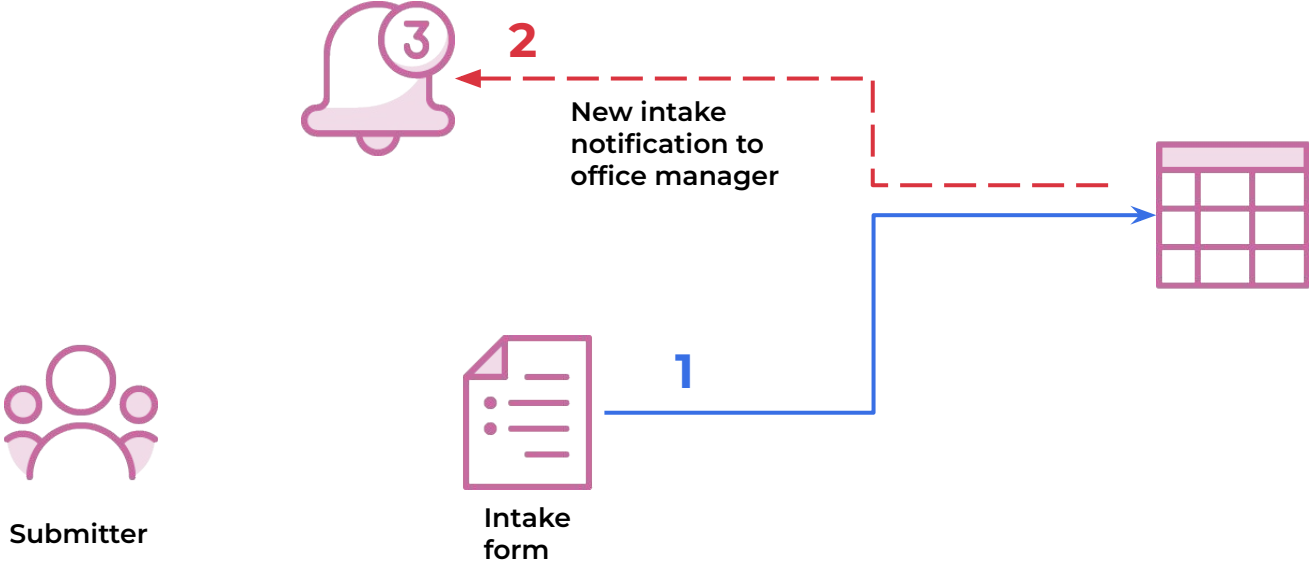 3
2
New intake
notification to
office manager
1
Submitter
Intake
form